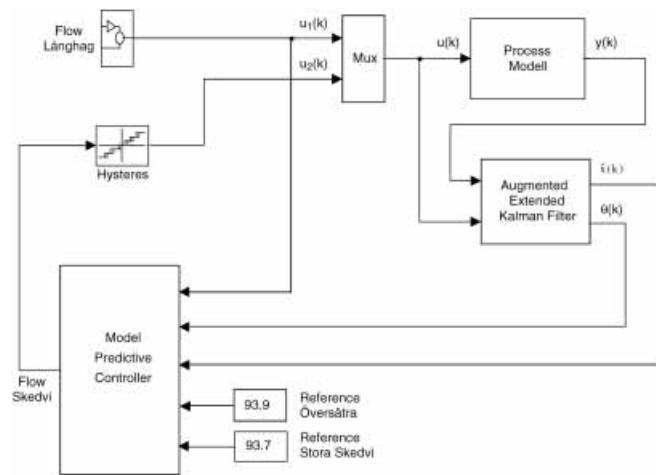 Flow
Långhag
u₁(k)
u₂(k)
Mux
u(k)
Process
Modell
y(k)
Hysteres
Augmented
Extended
Kalman Filter
x̂(k)
θ(k)
Model
Predictive
Controller
Flow
Skedvi
93.9
Reference
Översätra
93.7
Reference
Stora Skedvi